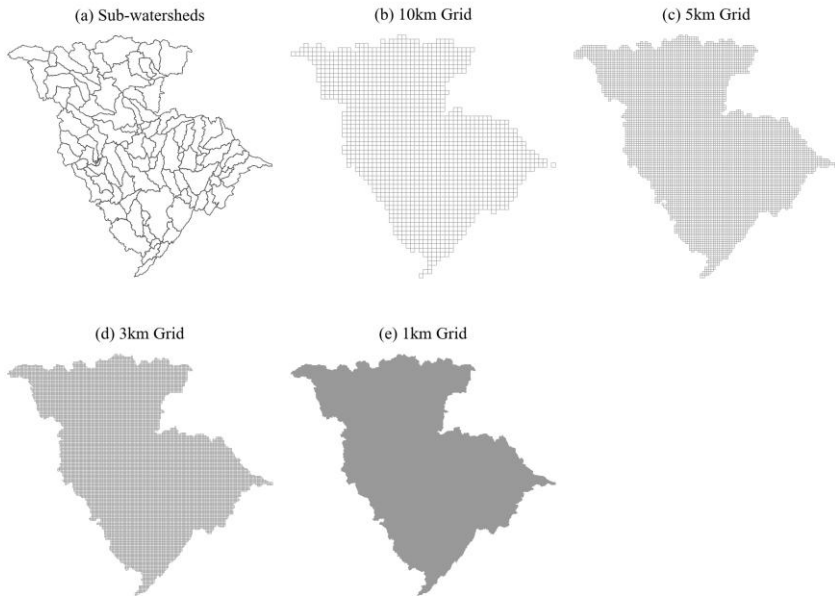 (a) Sub-watersheds
(b) 10km Grid
(c) 5km Grid
(d) 3km Grid
(e) 1km Grid